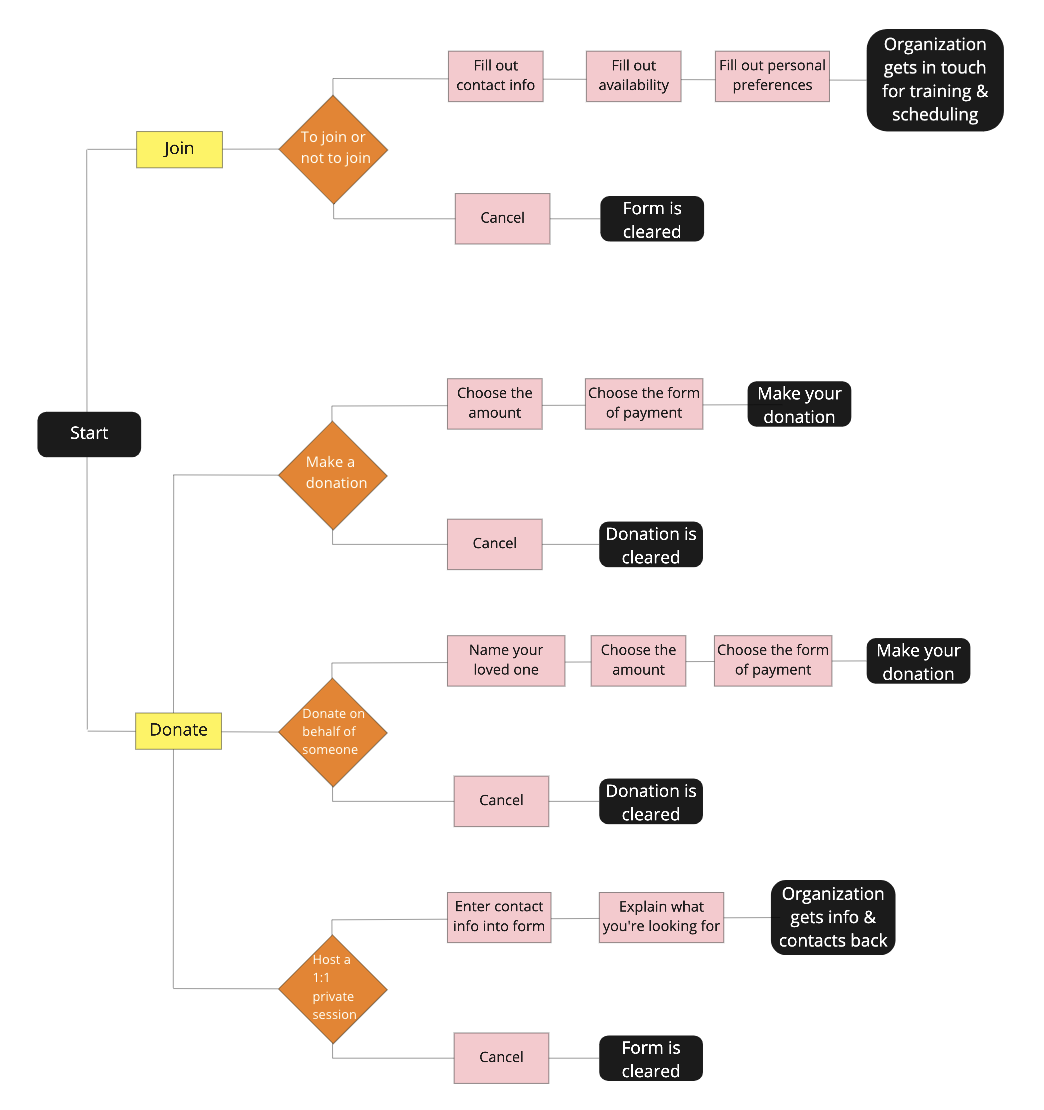 Fill out
contact info
Fill out
availability
Fill out personal
preferences
Organization
gets in touch
for training &
scheduling
Join
To join or
not to join
Cancel
Form is
cleared
Start
Choose the
amount
Choose the form
of payment
Make your
donation
Make a
donation
Cancel
Donation is
cleared
Name your
loved one
Choose the
amount
Choose the form
of payment
Make your
donation
Donate
Donate on
behalf of
someone
Cancel
Donation is
cleared
Enter contact
info into form
Explain what
you're looking for
Organization
gets info &
contacts back
Host a
1:1
private
session
Cancel
Form is
cleared